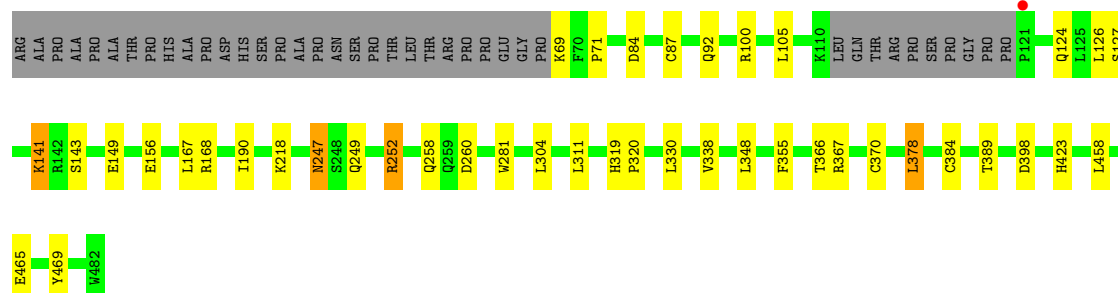 ARG ALA PRO ALA PRO ALA THR PRO HIS ALA PRO ASP HIS SER PRO ALA PRO ASN SER PRO THR LEU THR ARG PRO PRO GLU GLY PRO K69 F70 P71 D84 C87 Q92 R100 L105 K110 LEU GLN THR ARG PRO SER PRO GLY PRO PRO P121 Q124 L125 L126 S127
K141 R142 S143 E149 E156 L167 R168 I190 K218 N247 S248 Q249 R252 Q258 Q259 D260 W281 L304 L311 H319 P320 L330 V338 L348 F355 T366 R367 C370 L378 C384 T389 D398 H423 L458
E465 Y469 W482